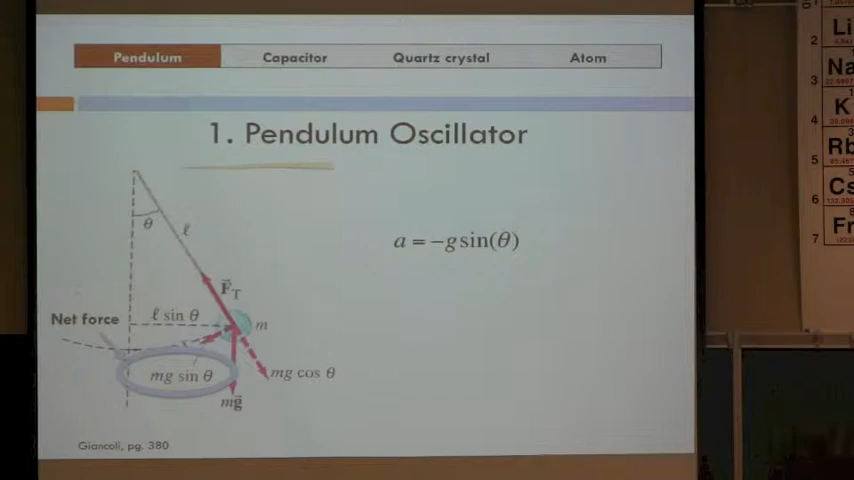 Pendulum Capacitor Quartz crystal Atom
1. Pendulum Oscillator
θ
ℓ
F⃗T
ℓ sin θ
m
Net force
a = −g sin(θ)
mg sin θ
mg cos θ
mg⃗
Giancoli, pg. 380
1
2
Li
3
Na
4
K
5
Rb
6
Cs
7
Fr